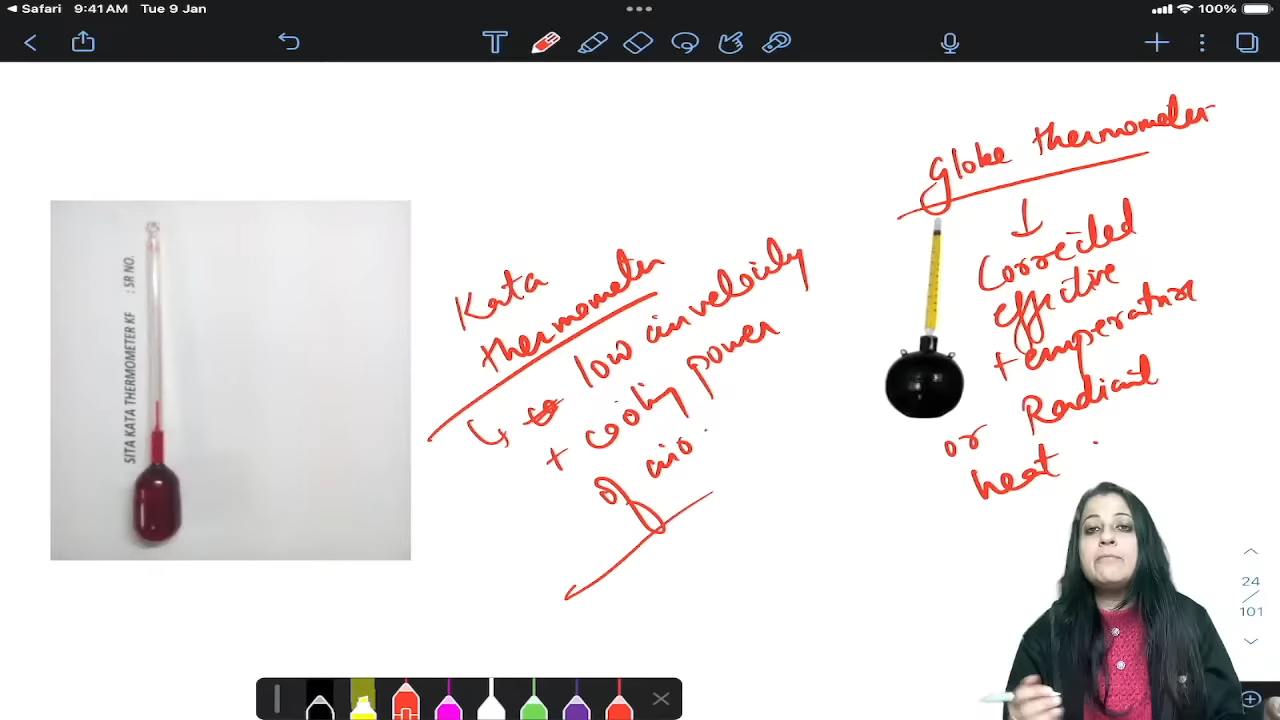 Safari 9:41 AM Tue 9 Jan
100%
SITA KATA THERMOMETER KF : SR NO.
Kata
thermometer
low air velocity
+ cooling power
of air
Globe thermometer
Corrected
effective
temperature
or Radiant
heat
24
101